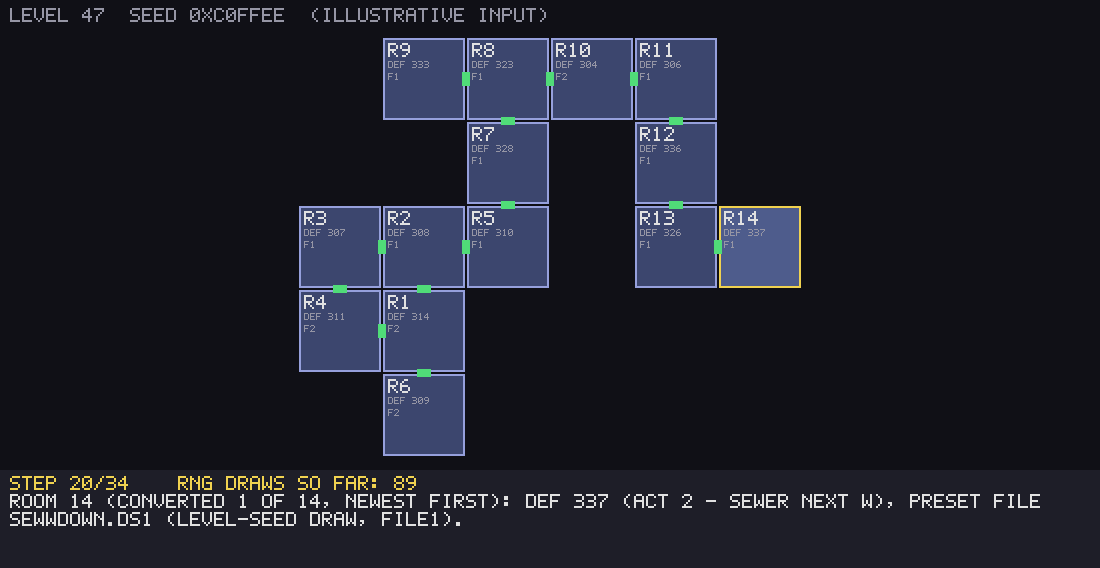 LEVEL 47  SEED 0XC0FFEE  (ILLUSTRATIVE INPUT)
R9
DEF 333
F1
R8
DEF 323
F1
R10
DEF 304
F2
R11
DEF 306
F1
R7
DEF 328
F1
R12
DEF 336
F1
R3
DEF 307
F1
R2
DEF 308
F1
R5
DEF 310
F1
R13
DEF 326
F1
R14
DEF 337
F1
R4
DEF 311
F2
R1
DEF 314
F2
R6
DEF 309
F2
STEP 20/34    RNG DRAWS SO FAR: 89
ROOM 14 (CONVERTED 1 OF 14, NEWEST FIRST): DEF 337 (ACT 2 - SEWER NEXT W), PRESET FILE
SEWWDOWN.DS1 (LEVEL-SEED DRAW, FILE1).